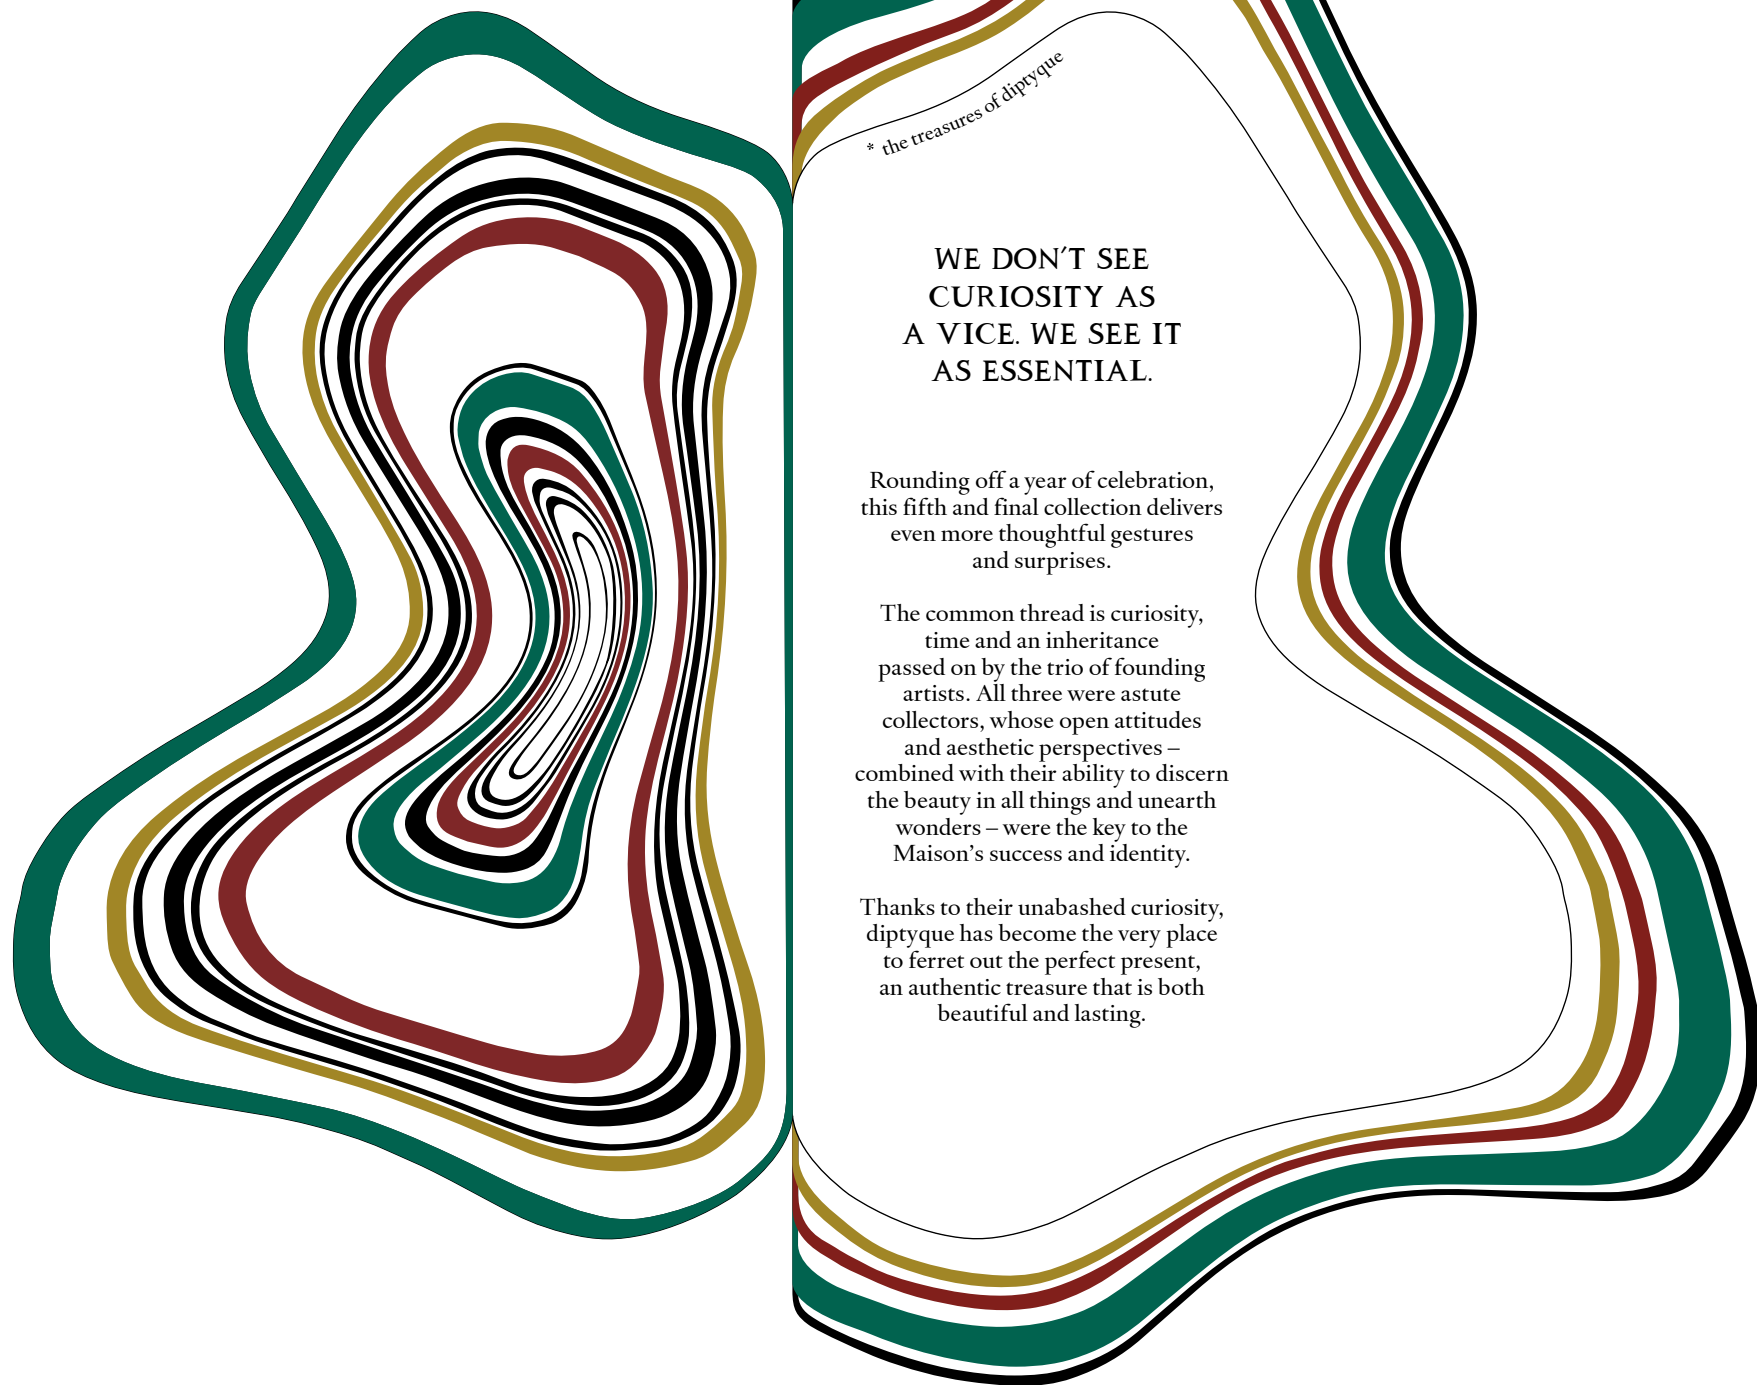 * the treasures of diptyque
WE DON´T SEE
CURIOSITY AS
A VICE. WE SEE IT
AS ESSENTIAL.
Rounding off a year of celebration,
this fifth and final collection delivers
even more thoughtful gestures
and surprises.
The common thread is curiosity,
time and an inheritance
passed on by the trio of founding
artists. All three were astute
collectors, whose open attitudes
and aesthetic perspectives –
combined with their ability to discern
the beauty in all things and unearth
wonders – were the key to the
Maison’s success and identity.
Thanks to their unabashed curiosity,
diptyque has become the very place
to ferret out the perfect present,
an authentic treasure that is both
beautiful and lasting.